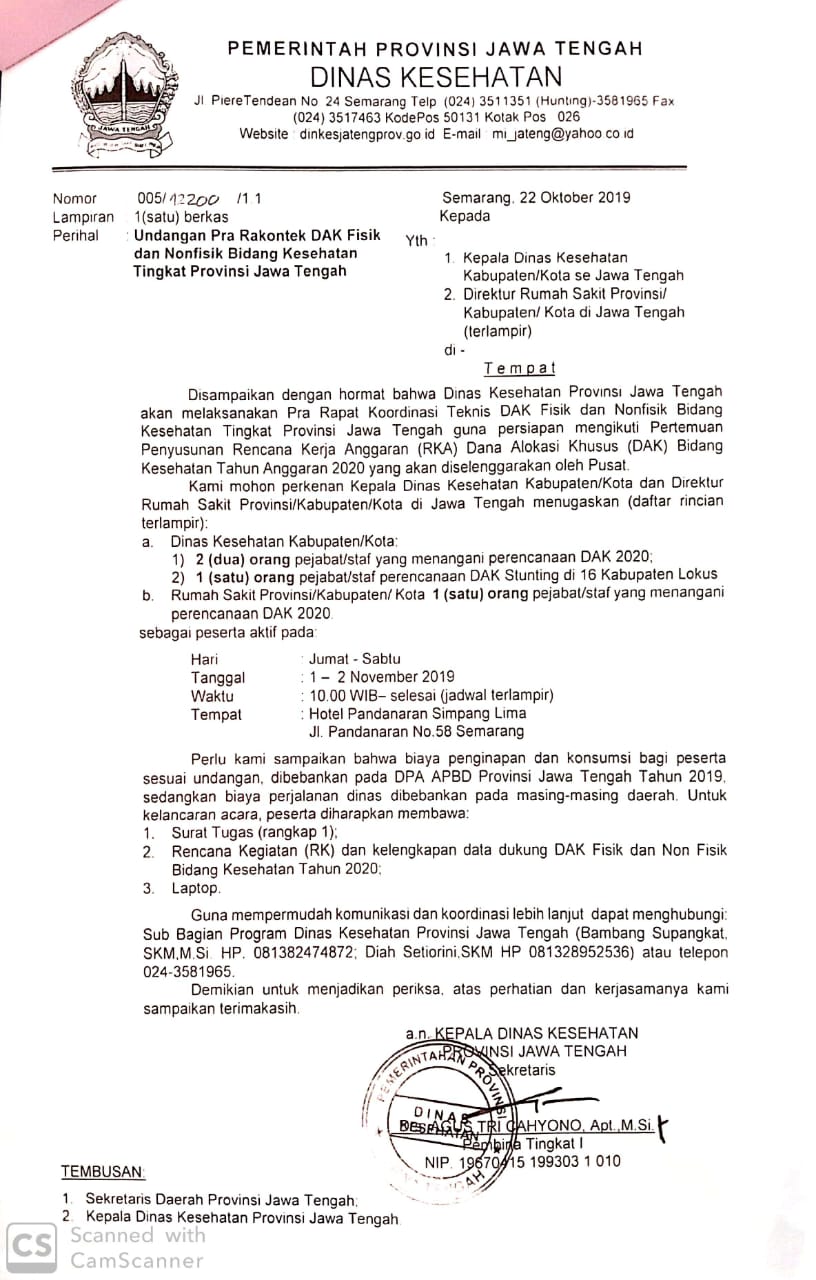 PEMERINTAH PROVINSI JAWA TENGAH
DINAS KESEHATAN
Jl PiereTendean No 24 Semarang Telp (024) 3511351 (Hunting)-3581965 Fax
(024) 3517463 KodePos 50131 Kotak Pos 026
Website dinkesjatengprov.go id E-mail mi_jateng@yahoo co id
JAWA TENGAH
Nomor 005/12200 /1 1
Lampiran 1(satu) berkas
Perihal : Undangan Pra Rakontek DAK Fisik
dan Nonfisik Bidang Kesehatan
Tingkat Provinsi Jawa Tengah
Semarang, 22 Oktober 2019
Kepada
Yth :
1. Kepala Dinas Kesehatan
Kabupaten/Kota se Jawa Tengah
2. Direktur Rumah Sakit Provinsi/
Kabupaten/ Kota di Jawa Tengah
(terlampir)
di -
Tempat
Disampaikan dengan hormat bahwa Dinas Kesehatan Provinsi Jawa Tengah
akan melaksanakan Pra Rapat Koordinasi Teknis DAK Fisik dan Nonfisik Bidang
Kesehatan Tingkat Provinsi Jawa Tengah guna persiapan mengikuti Pertemuan
Penyusunan Rencana Kerja Anggaran (RKA) Dana Alokasi Khusus (DAK) Bidang
Kesehatan Tahun Anggaran 2020 yang akan diselenggarakan oleh Pusat.
Kami mohon perkenan Kepala Dinas Kesehatan Kabupaten/Kota dan Direktur
Rumah Sakit Provinsi/Kabupaten/Kota di Jawa Tengah menugaskan (daftar rincian
terlampir):
a. Dinas Kesehatan Kabupaten/Kota:
1) 2 (dua) orang pejabat/staf yang menangani perencanaan DAK 2020;
2) 1 (satu) orang pejabat/staf perencanaan DAK Stunting di 16 Kabupaten Lokus
b. Rumah Sakit Provinsi/Kabupaten/ Kota 1 (satu) orang pejabat/staf yang menangani
perencanaan DAK 2020.
sebagai peserta aktif pada:
Hari : Jumat - Sabtu
Tanggal : 1 – 2 November 2019
Waktu : 10.00 WIB– selesai (jadwal terlampir)
Tempat : Hotel Pandanaran Simpang Lima
Jl. Pandanaran No.58 Semarang
Perlu kami sampaikan bahwa biaya penginapan dan konsumsi bagi peserta
sesuai undangan, dibebankan pada DPA APBD Provinsi Jawa Tengah Tahun 2019,
sedangkan biaya perjalanan dinas dibebankan pada masing-masing daerah. Untuk
kelancaran acara, peserta diharapkan membawa:
1. Surat Tugas (rangkap 1);
2. Rencana Kegiatan (RK) dan kelengkapan data dukung DAK Fisik dan Non Fisik
Bidang Kesehatan Tahun 2020;
3. Laptop.
Guna mempermudah komunikasi dan koordinasi lebih lanjut dapat menghubungi:
Sub Bagian Program Dinas Kesehatan Provinsi Jawa Tengah (Bambang Supangkat,
SKM,M.Si. HP. 081382474872; Diah Setiorini,SKM HP 081328952536) atau telepon
024-3581965.
Demikian untuk menjadikan periksa, atas perhatian dan kerjasamanya kami
sampaikan terimakasih.
a.n. KEPALA DINAS KESEHATAN
PROVINSI JAWA TENGAH
Sekretaris
PEMERINTAHAN PROVINSI
DINAS
KESEHATAN
AGUS TRI CAHYONO, Apt.,M.Si.
Pembina Tingkat I
NIP. 19670415 199303 1 010
TEMBUSAN:
1. Sekretaris Daerah Provinsi Jawa Tengah;
2. Kepala Dinas Kesehatan Provinsi Jawa Tengah
CS Scanned with
CamScanner